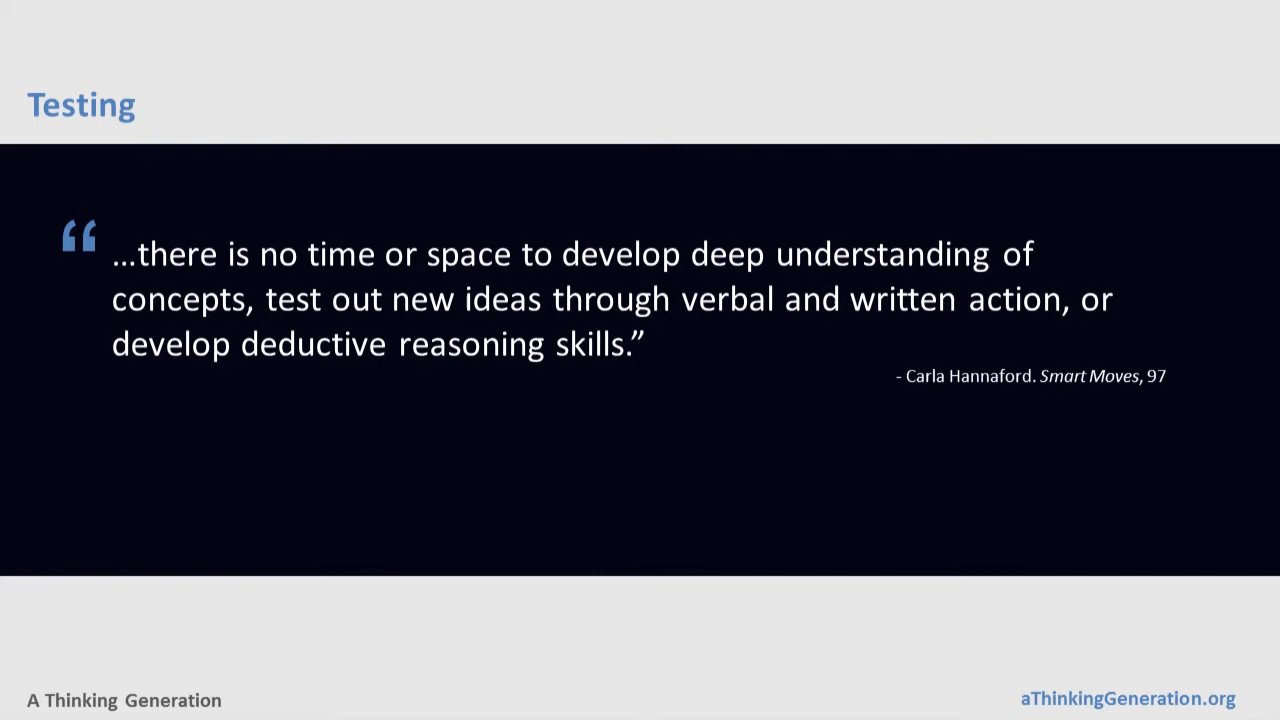 Testing
“ …there is no time or space to develop deep understanding of
concepts, test out new ideas through verbal and written action, or
develop deductive reasoning skills.”
- Carla Hannaford. Smart Moves, 97
A Thinking Generation
aThinkingGeneration.org